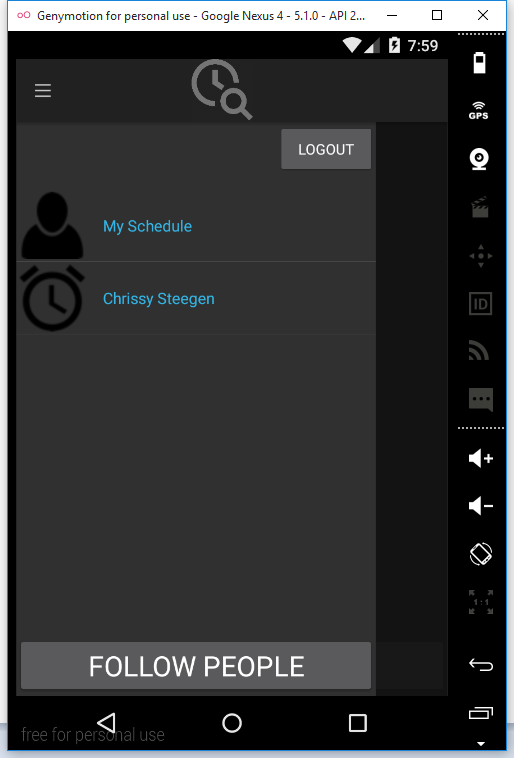 Genymotion for personal use - Google Nexus 4 - 5.1.0 - API 2...
7:59
GPS
LOGOUT
My Schedule
ID
Chrissy Steegen
1:1
FOLLOW PEOPLE
free for personal use